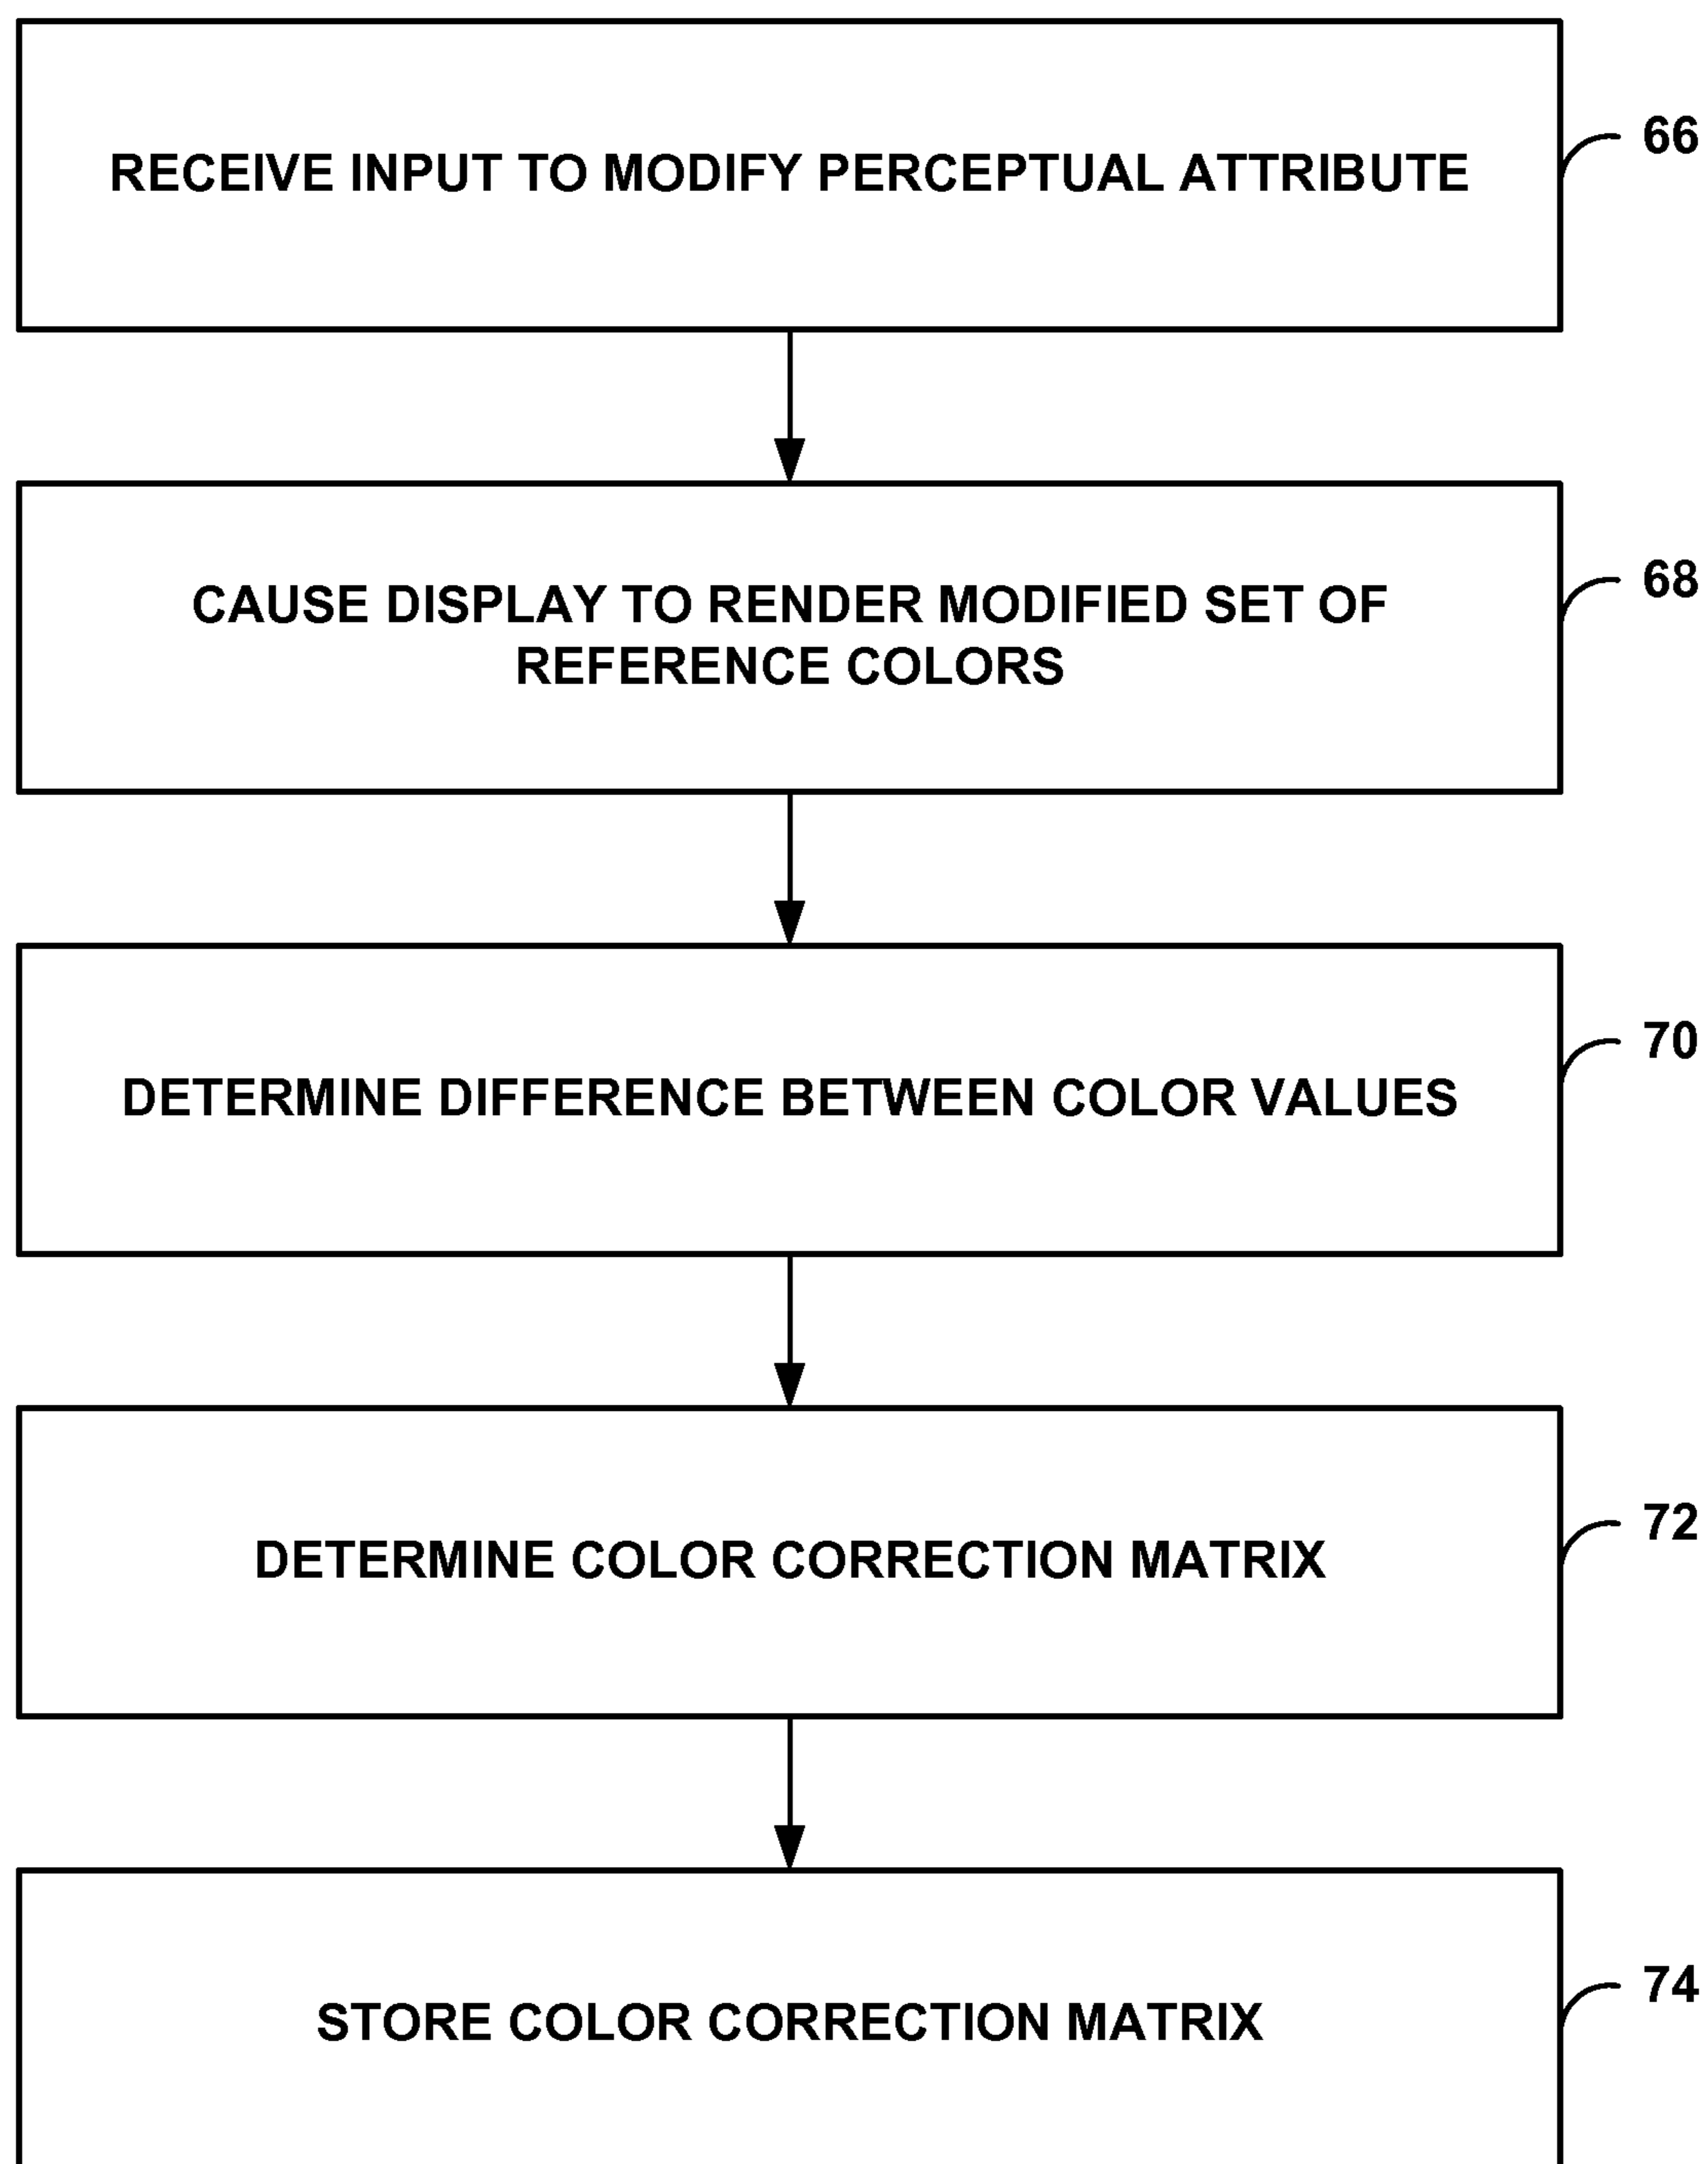 RECEIVE INPUT TO MODIFY PERCEPTUAL ATTRIBUTE
66
CAUSE DISPLAY TO RENDER MODIFIED SET OF
REFERENCE COLORS
68
DETERMINE DIFFERENCE BETWEEN COLOR VALUES
70
DETERMINE COLOR CORRECTION MATRIX
72
STORE COLOR CORRECTION MATRIX
74